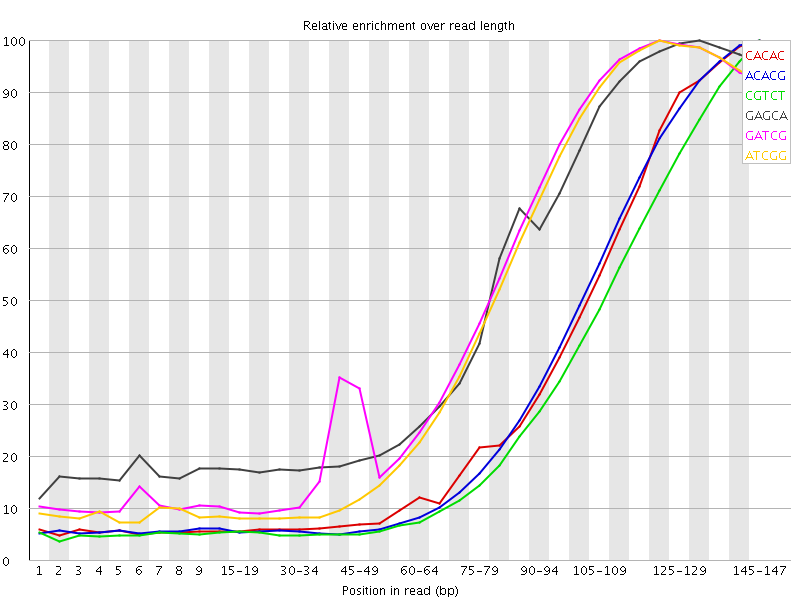 Relative enrichment over read length
100
90
80
70
60
50
40
30
20
10
0
CACAC
ACACG
CGTCT
GAGCA
GATCG
ATCGG
1 2 3 4 5 6 7 8 9 15-19 30-34 45-49 60-64 75-79 90-94 105-109 125-129 145-147
Position in read (bp)